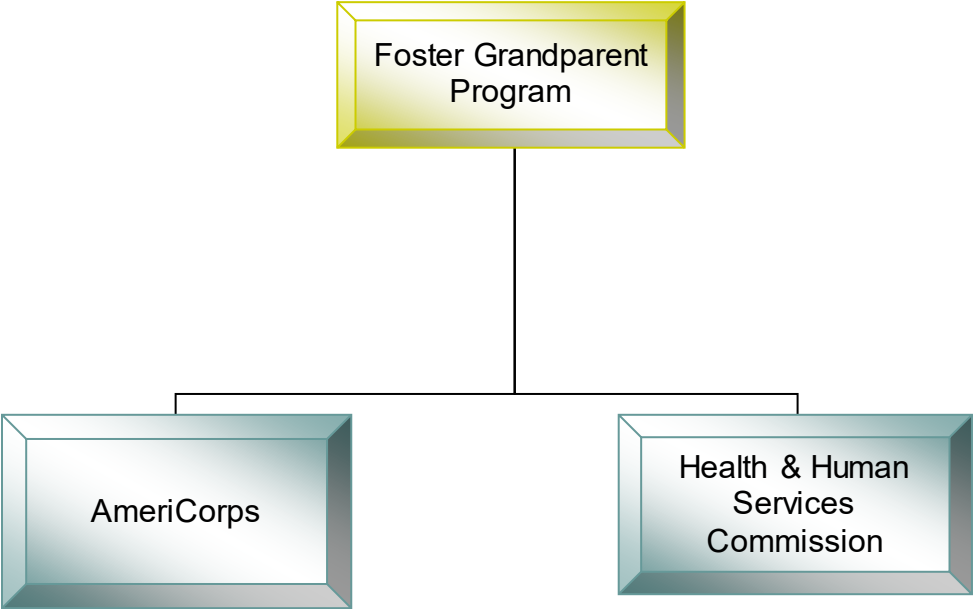 Foster Grandparent
Program
AmeriCorps
Health & Human
Services
Commission